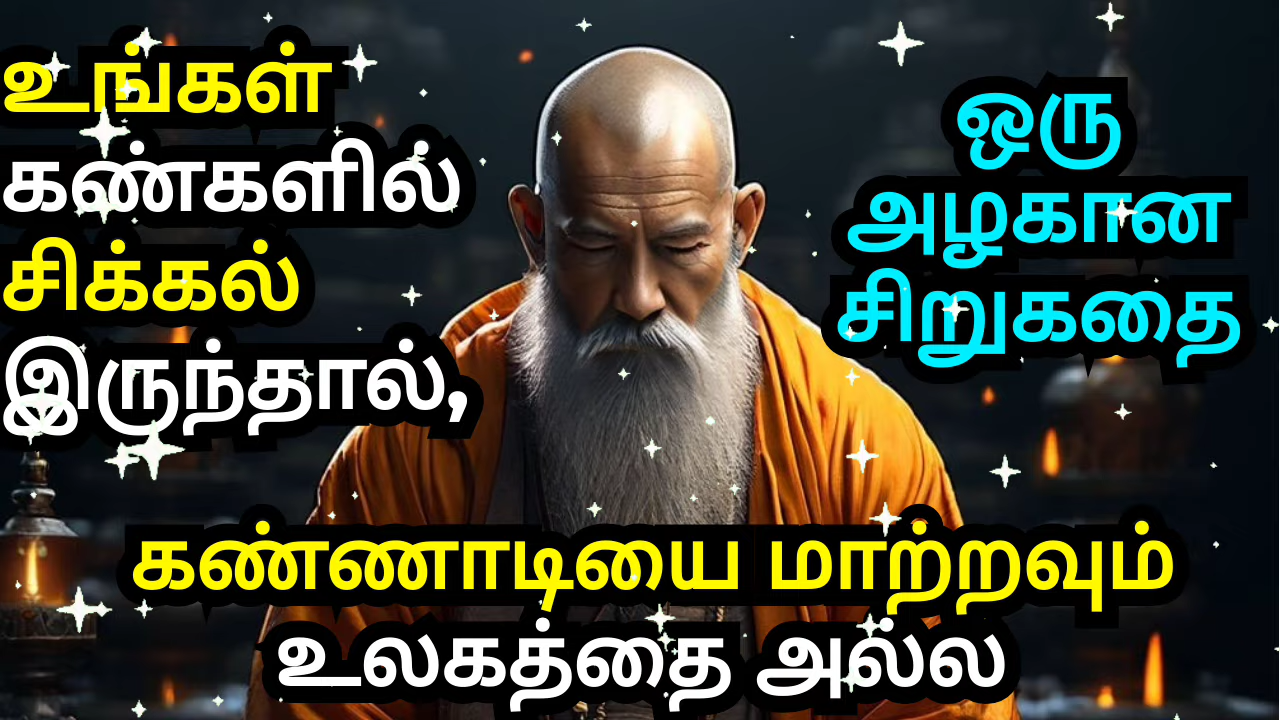 உங்கள்
கண்களில்
சிக்கல்
இருந்தால்,
ஒரு
அழகான
சிறுகதை
கண்ணாடியை மாற்றவும்
உலகத்தை அல்ல